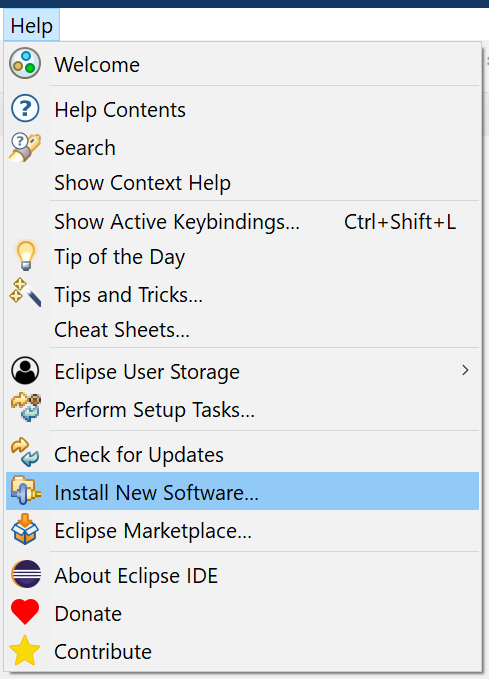 Help
Welcome
Help Contents
Search
Show Context Help
Show Active Keybindings... Ctrl+Shift+L
Tip of the Day
Tips and Tricks...
Cheat Sheets...
Eclipse User Storage
Perform Setup Tasks...
Check for Updates
Install New Software...
Eclipse Marketplace...
About Eclipse IDE
Donate
Contribute